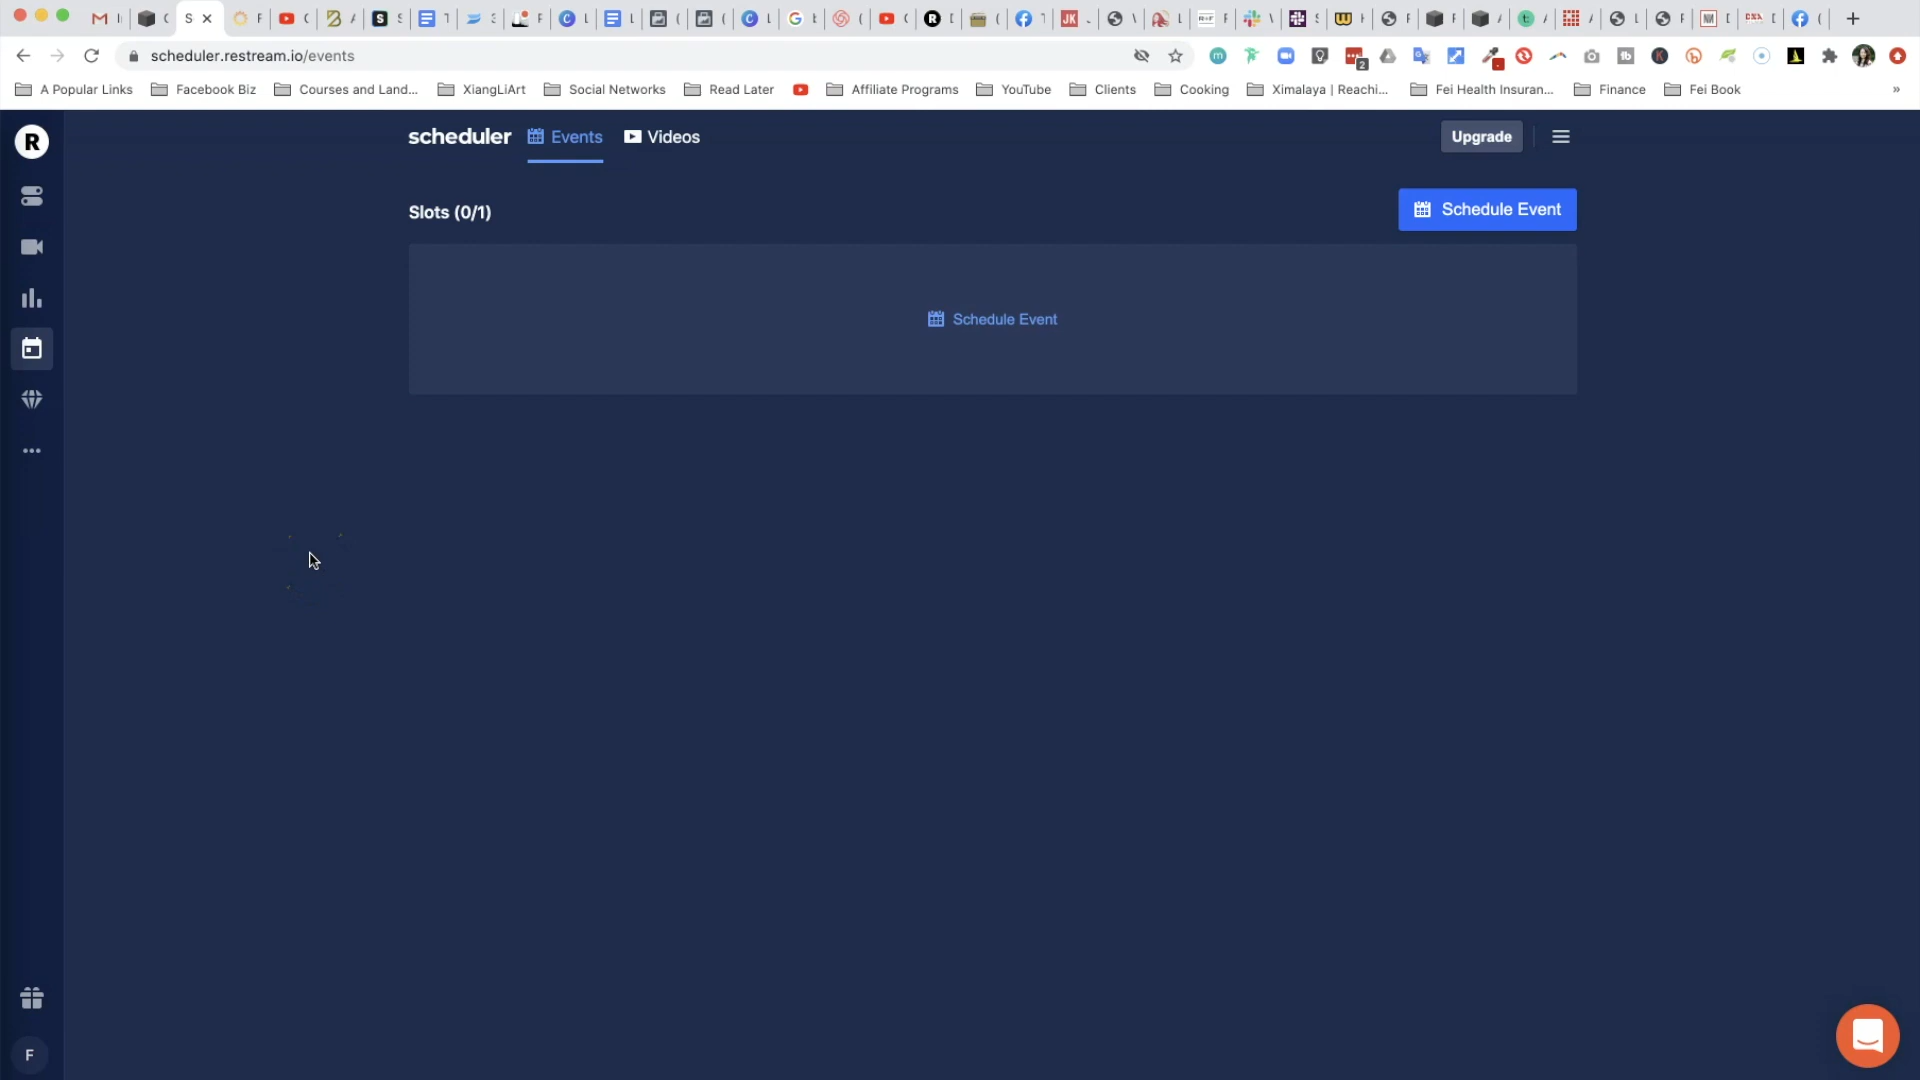 scheduler.restream.io/events
A Popular Links
Facebook Biz
Courses and Land...
XiangLiArt
Social Networks
Read Later
Affiliate Programs
YouTube
Clients
Cooking
Ximalaya | Reachi...
Fei Health Insuran...
Finance
Fei Book
»
R
scheduler
Events
Videos
Upgrade
Slots (0/1)
Schedule Event
Schedule Event
F